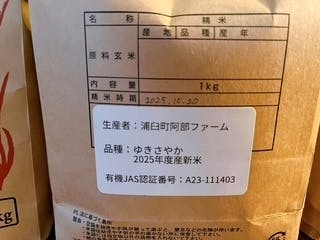 名称 精米
原料玄米 産地 品種 産年
内容量 1kg
精米時期 2025.10.20
生産者：浦臼町阿部ファーム
品種：ゆきさやか
2025年度産新米
有機JAS認証番号：A23-111403
kg